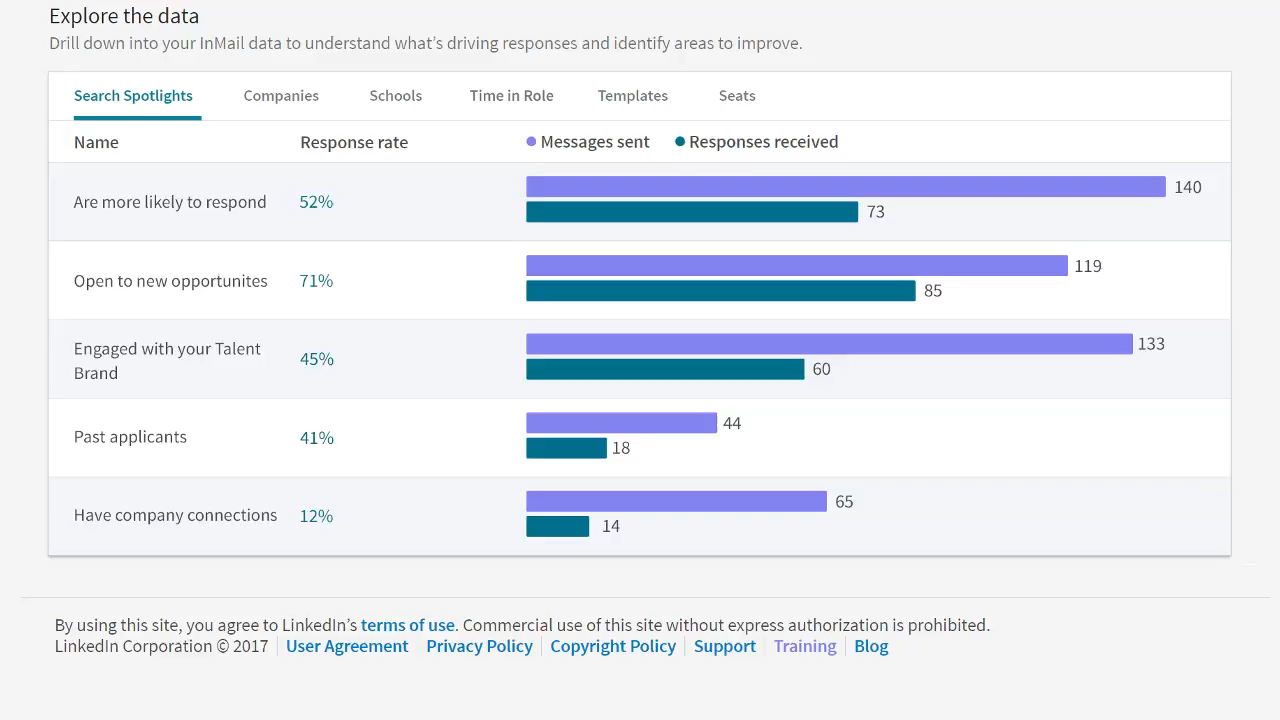 Explore the data
Drill down into your InMail data to understand what's driving responses and identify areas to improve.
Search Spotlights Companies Schools Time in Role Templates Seats
Name Response rate Messages sent Responses received
Are more likely to respond 52% 140
73
Open to new opportunites 71% 119
85
Engaged with your Talent
Brand 45% 133
60
Past applicants 41% 44
18
Have company connections 12% 65
14
By using this site, you agree to LinkedIn's terms of use. Commercial use of this site without express authorization is prohibited.
LinkedIn Corporation © 2017 User Agreement Privacy Policy Copyright Policy Support Training Blog